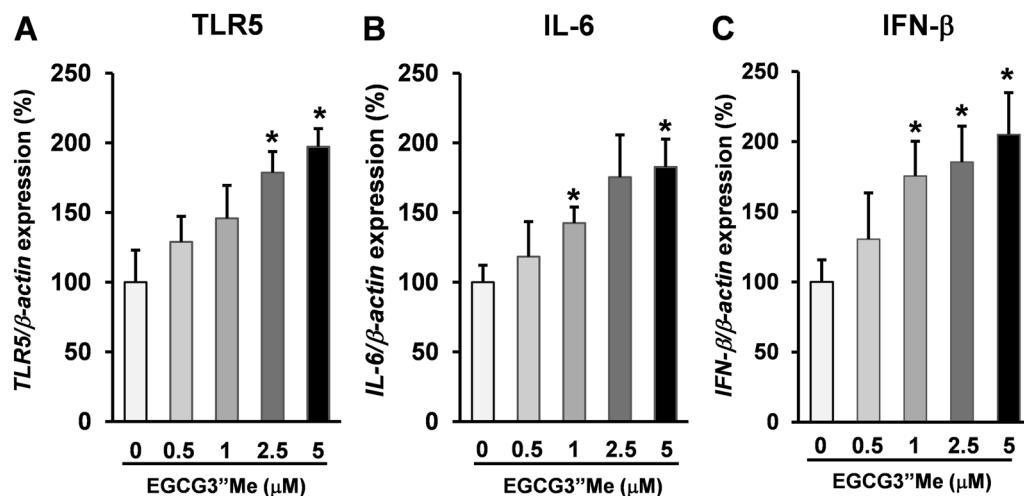 A
TLR5
TLR5/β-actin expression (%)
250
200
150
100
50
0
*
*
0 0.5 1 2.5 5
EGCG3”Me (μM)
B
IL-6
IL-6/β-actin expression (%)
250
200
150
100
50
0
*
*
0 0.5 1 2.5 5
EGCG3”Me (μM)
C
IFN-β
IFN-β/β-actin expression (%)
250
200
150
100
50
0
*
*
*
0 0.5 1 2.5 5
EGCG3”Me (μM)